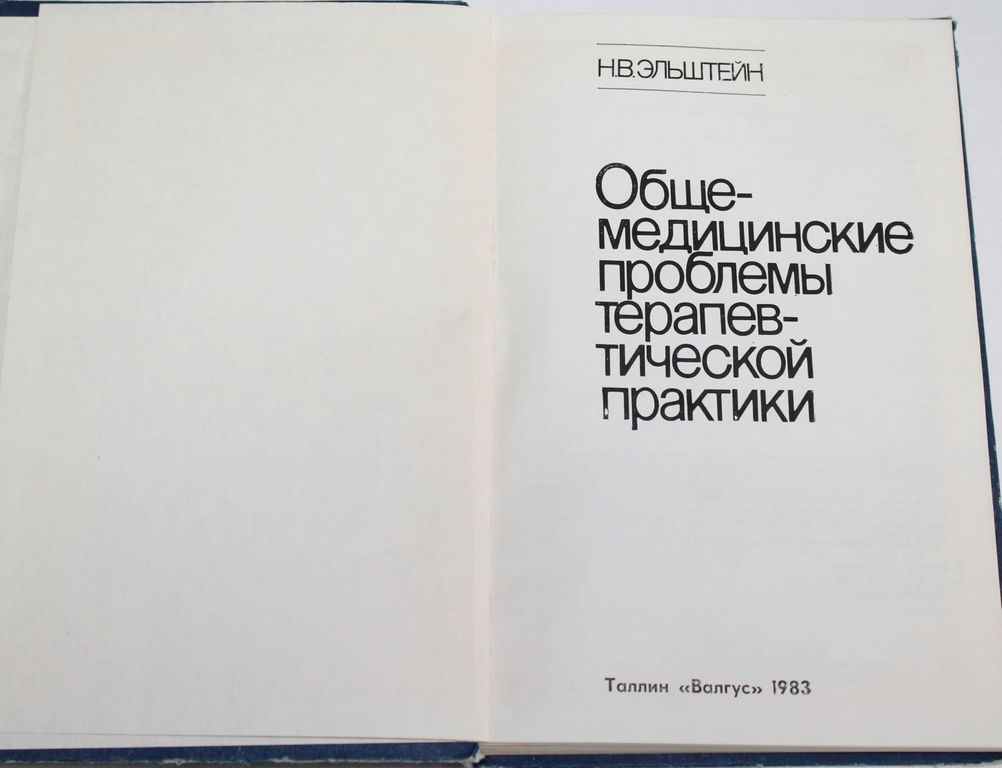 Н.В.ЭЛЬШТЕЙН
Обще-
медицинские
проблемы
терапев-
тической
практики
Таллин «Валгус» 1983